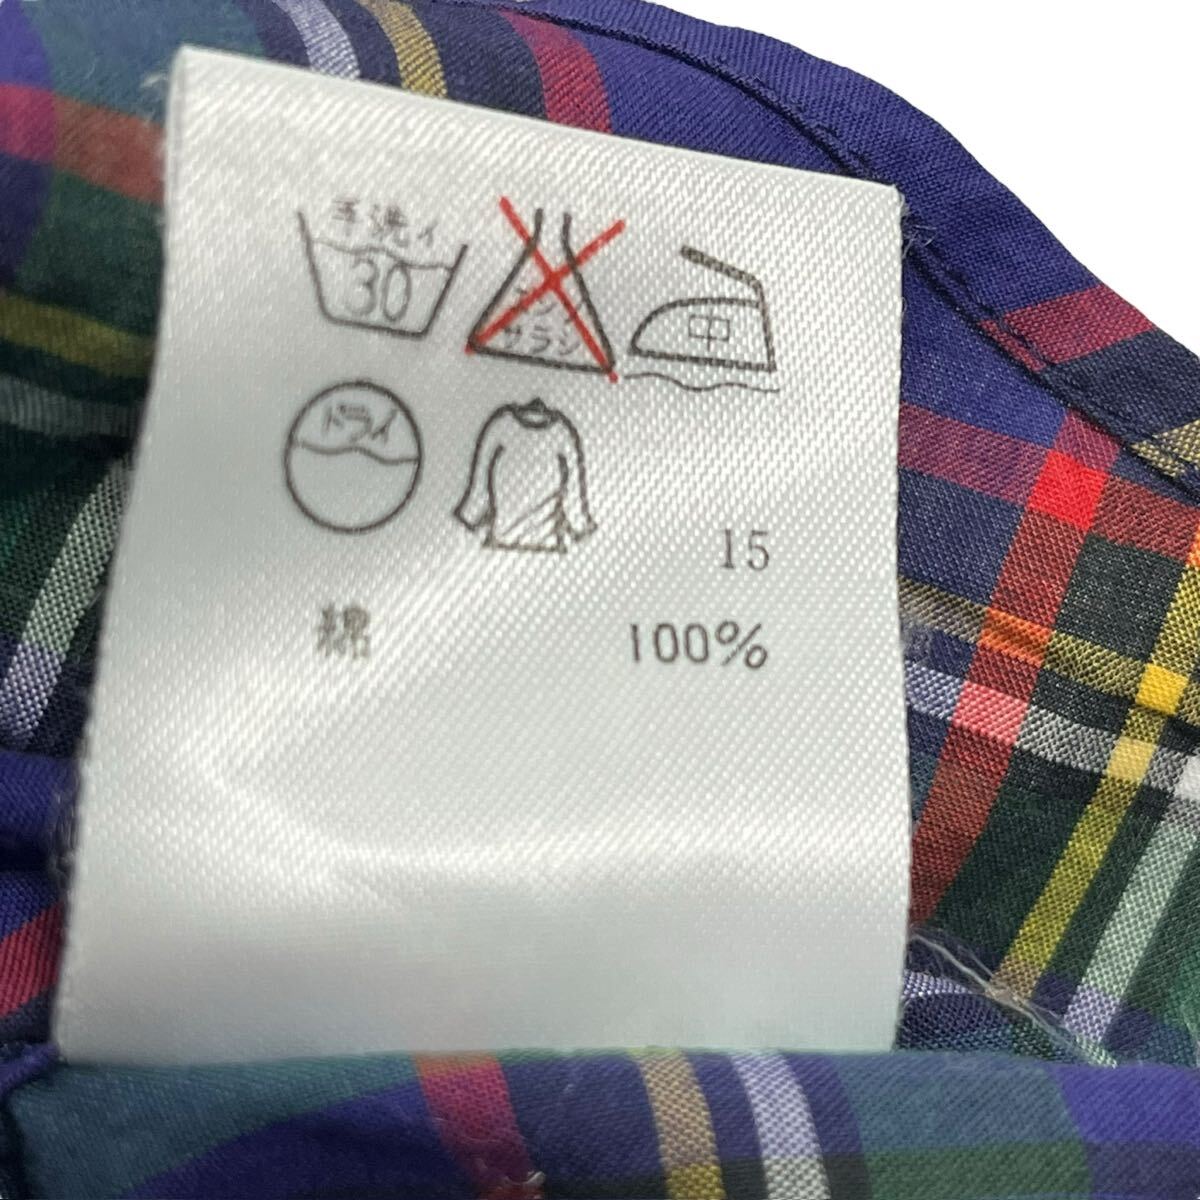 手洗イ
30
エンソ
サラシ
中
ドライ
15
綿 100%